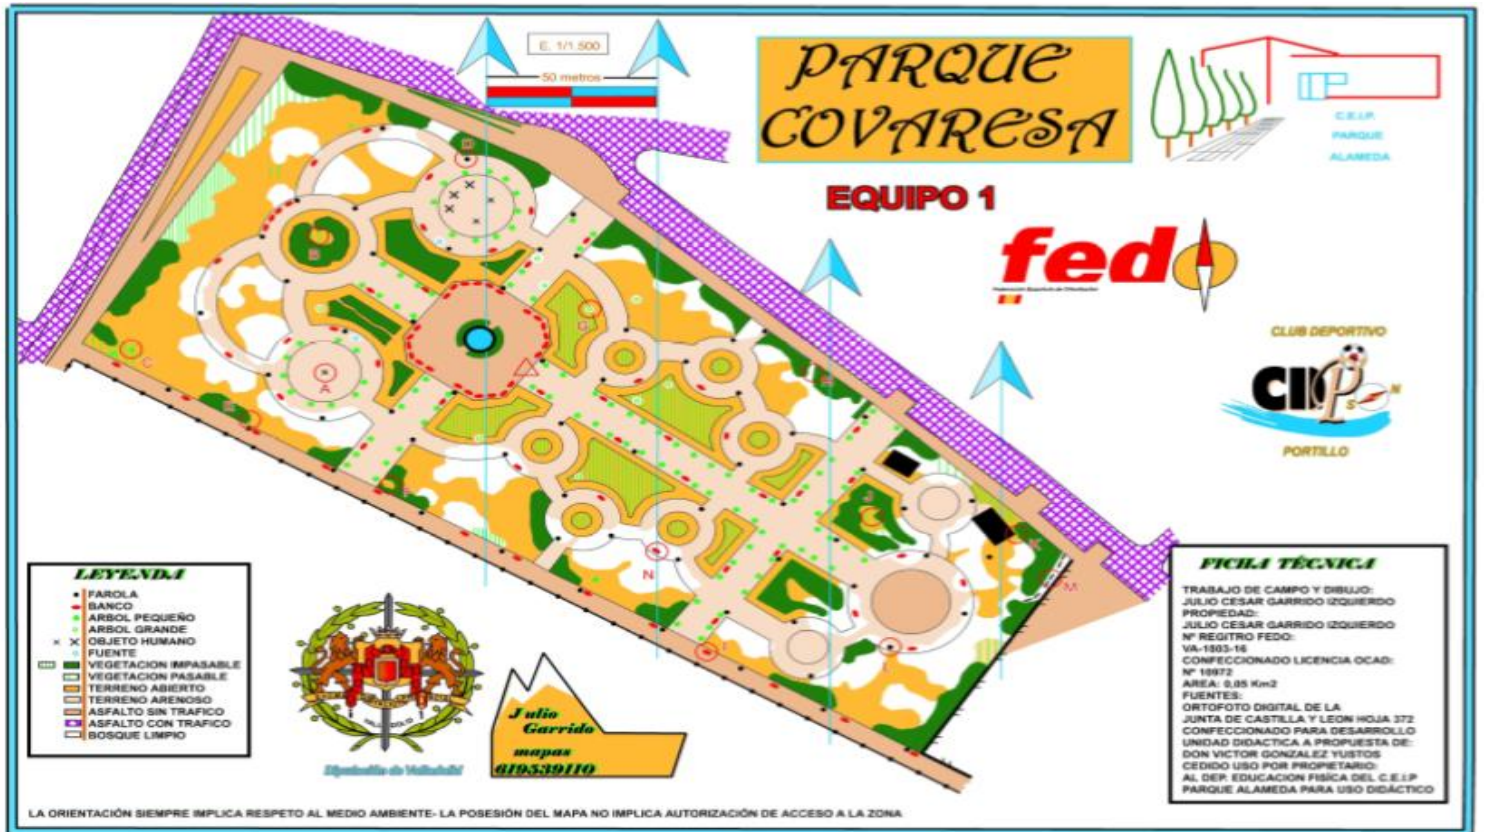 E. 1/1.500
50 metros
PARQUE
COVARESA
C.E.I.P.
PARQUE
ALAMEDA
EQUIPO 1
fedo
CLUB DEPORTIVO
CDP
S
N
PORTILLO
C
A
J
N
M
LEYENDA
FAROLA
BANCO
ARBOL PEQUEÑO
ARBOL GRANDE
OBJETO HUMANO
FUENTE
VEGETACION IMPASABLE
VEGETACION PASABLE
TERRENO ABIERTO
TERRENO ARENOSO
ASFALTO SIN TRAFICO
ASFALTO CON TRAFICO
BOSQUE LIMPIO
Diputación de Valladolid
Julio
Garrido
mapas
619539110
FICHA TÉCNICA
TRABAJO DE CAMPO Y DIBUJO:
JULIO CESAR GARRIDO IZQUIERDO
PROPIEDAD:
JULIO CESAR GARRIDO IZQUIERDO
Nº REGITRO FEDO:
VA-1803-16
CONFECCIONADO LICENCIA OCAD:
Nº 10972
AREA: 0,05 Km2
FUENTES:
ORTOFOTO DIGITAL DE LA
JUNTA DE CASTILLA Y LEON HOJA 372
CONFECCIONADO PARA DESARROLLO
UNIDAD DIDACTICA A PROPUESTA DE:
DON VICTOR GONZALEZ YUSTOS
CEDIDO USO POR PROPIETARIO:
AL DEP. EDUCACION FISÍCA DEL C.E.I.P
PARQUE ALAMEDA PARA USO DIDÁCTICO
LA ORIENTACIÓN SIEMPRE IMPLICA RESPETO AL MEDIO AMBIENTE- LA POSESIÓN DEL MAPA NO IMPLICA AUTORIZACIÓN DE ACCESO A LA ZONA